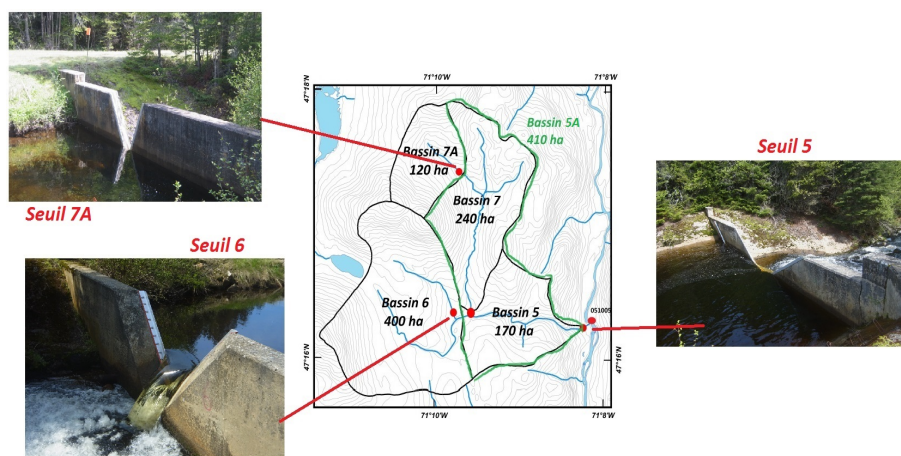 71°10'W
71°8'W
47°18'N
Bassin 5A
410 ha
Bassin 7A
120 ha
Seuil 5
Seuil 7A
Bassin 7
240 ha
Seuil 6
Bassin 6
400 ha
Bassin 5
170 ha
051005
47°16'N
47°16'N
71°10'W
71°8'W